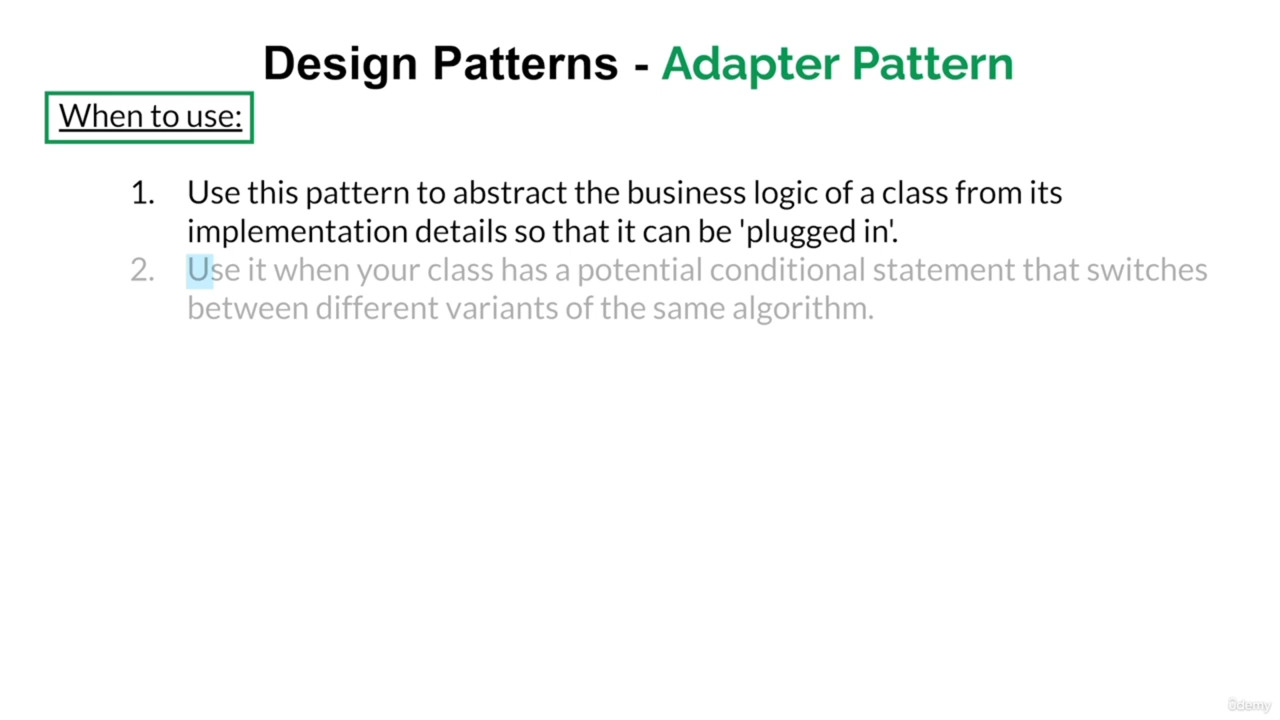 Design Patterns - Adapter Pattern
When to use:
1. Use this pattern to abstract the business logic of a class from its
implementation details so that it can be 'plugged in'.
2. Use it when your class has a potential conditional statement that switches
between different variants of the same algorithm.
ûdemy